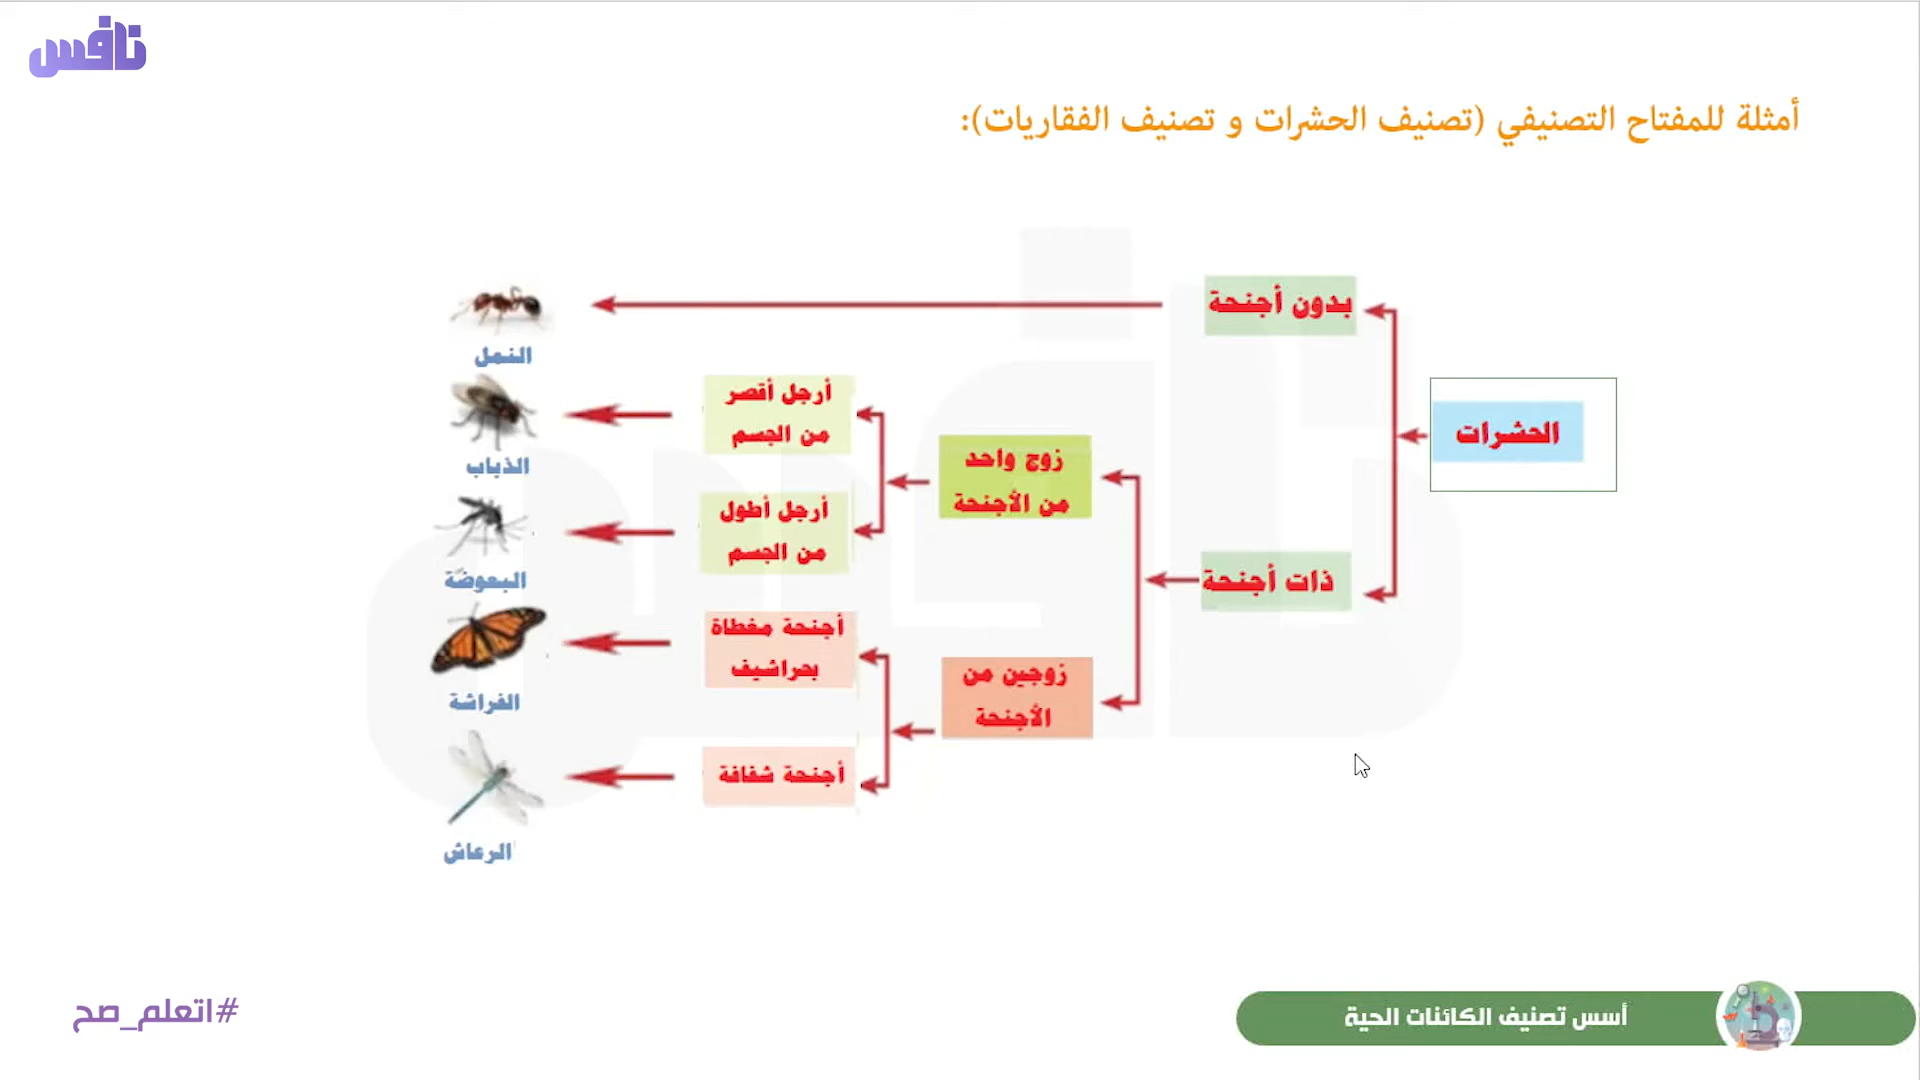 نافس
أمثلة للمفتاح التصنيفي (تصنيف الحشرات و تصنيف الفقاريات):
الحشرات
بدون أجنحة
ذات أجنحة
زوج واحد
من الأجنحة
زوجين من
الأجنحة
أرجل أقصر
من الجسم
أرجل أطول
من الجسم
أجنحة مغطاة
بحراشيف
أجنحة شفافة
النمل
الذباب
البعوضة
الفراشة
الرعاش
أسس تصنيف الكائنات الحية
#اتعلم_صح